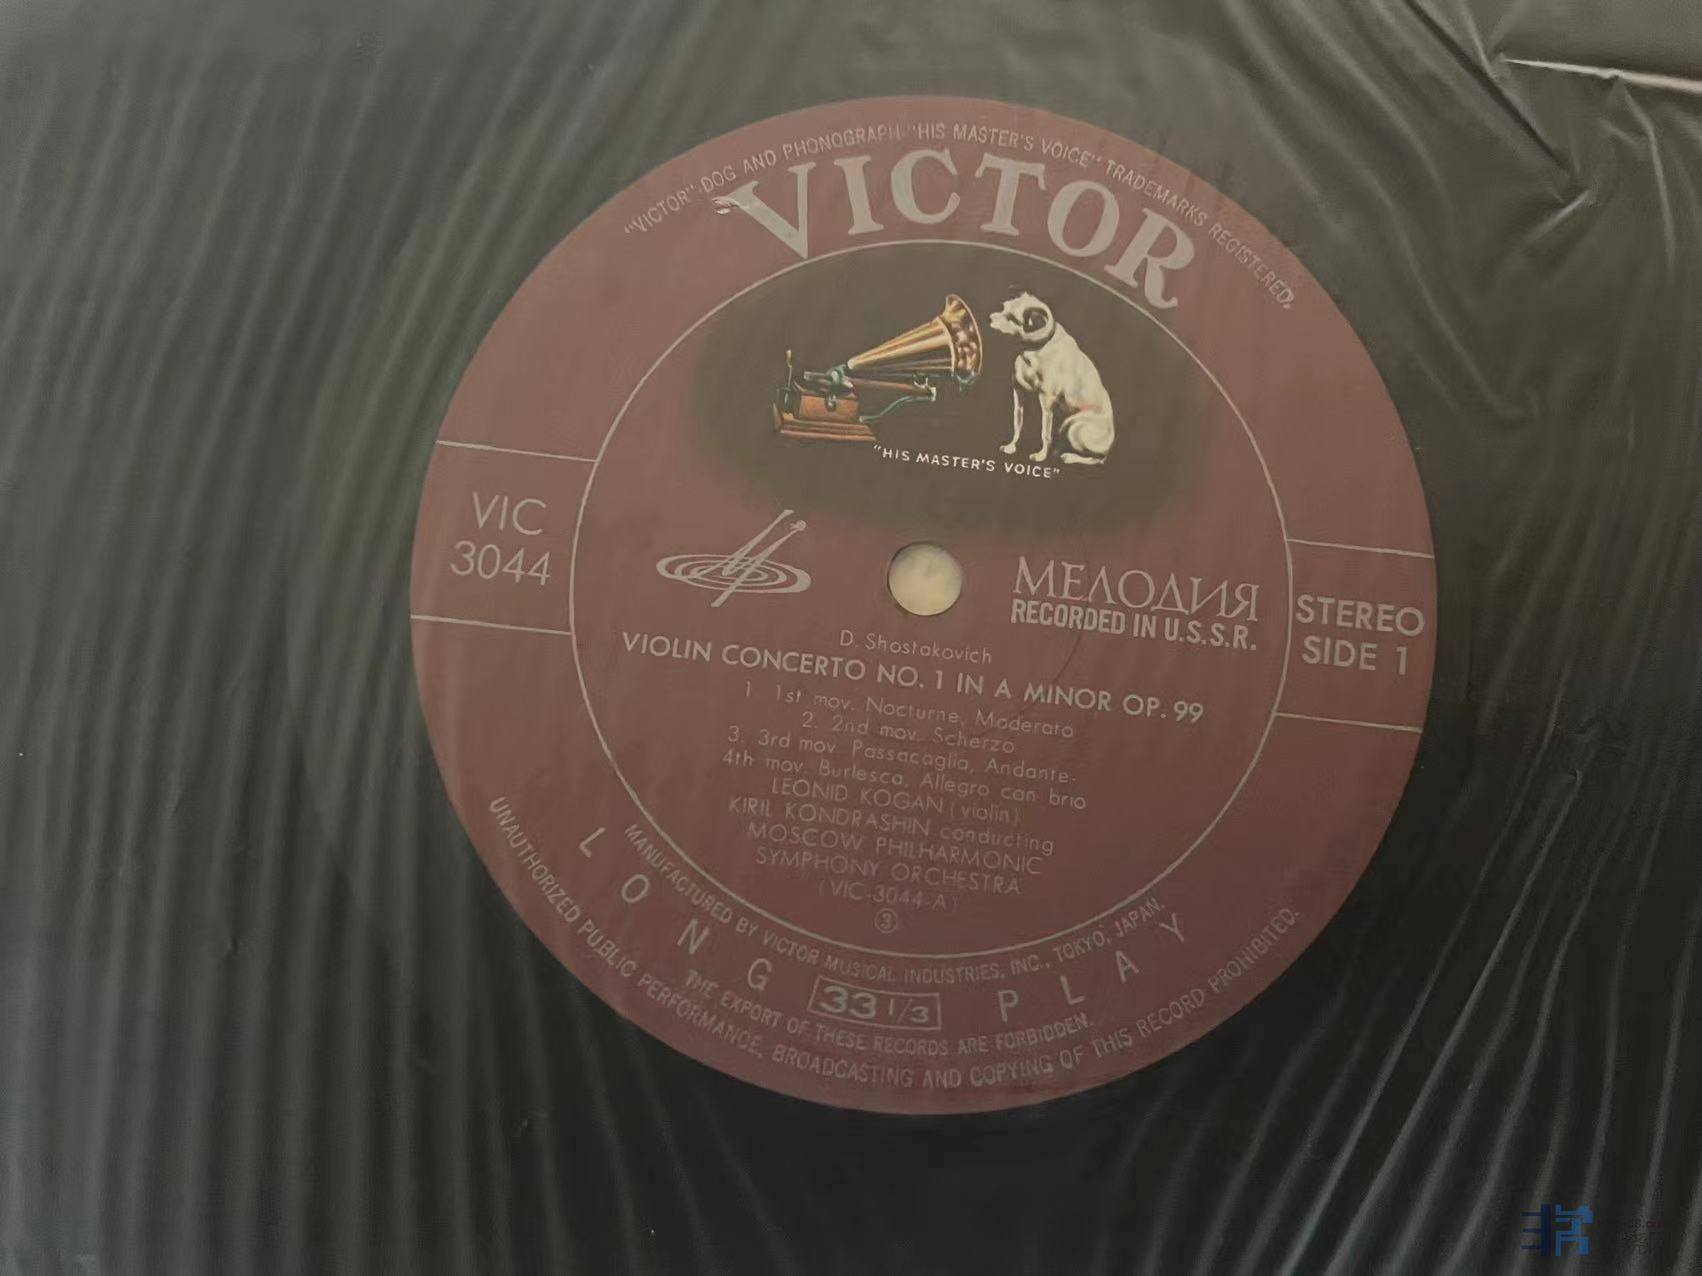 "VICTOR", DOG AND PHONOGRAPH, "HIS MASTER'S VOICE" TRADEMARKS REGISTERED.
VICTOR
"HIS MASTER'S VOICE"
VIC
3044
МЕЛОДИЯ
RECORDED IN U.S.S.R.
STEREO
SIDE 1
D. Shostakovich
VIOLIN CONCERTO NO. 1 IN A MINOR OP. 99
1. 1st mov. Nocturne, Moderato
2. 2nd mov. Scherzo
3. 3rd mov. Passacaglia, Andante-
4th mov. Burlesca, Allegro con brio
LEONID KOGAN (violin)
KIRIL KONDRASHIN conducting
MOSCOW PHILHARMONIC
SYMPHONY ORCHESTRA
(VIC-3044-A)
③
MANUFACTURED BY VICTOR MUSICAL INDUSTRIES, INC., TOKYO, JAPAN.
LONG 33 1/3 PLAY
THE EXPORT OF THESE RECORDS ARE FORBIDDEN.
UNAUTHORIZED PUBLIC PERFORMANCE, BROADCASTING AND COPYING OF THIS RECORD PROHIBITED.